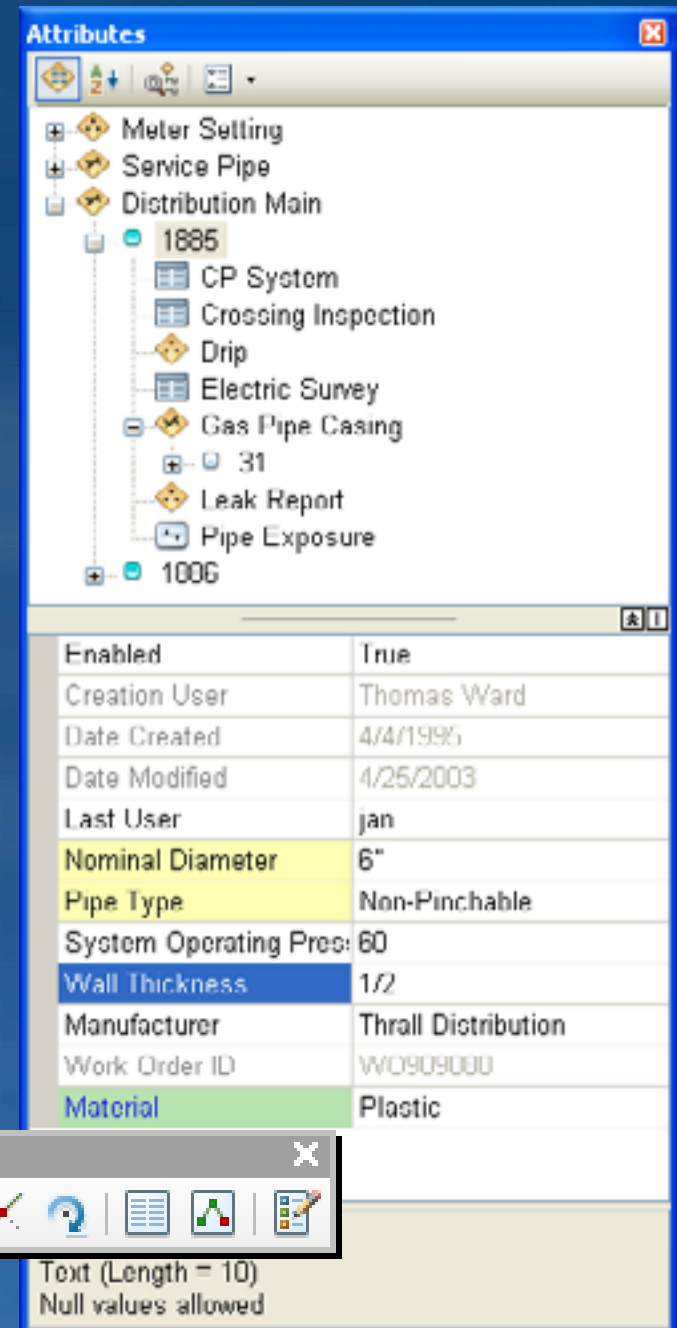 Attributes
Meter Setting
Service Pipe
Distribution Main
1885
CP System
Crossing Inspection
Drip
Electric Survey
Gas Pipe Casing
31
Leak Report
Pipe Exposure
1006
Enabled True
Creation User Thomas Ward
Date Created 4/4/1995
Date Modified 4/25/2003
Last User jan
Nominal Diameter 6"
Pipe Type Non-Pinchable
System Operating Pres 60
Wall Thickness 1/2
Manufacturer Thrall Distribution
Work Order ID WO909080
Material Plastic
Text (Length = 10)
Null values allowed